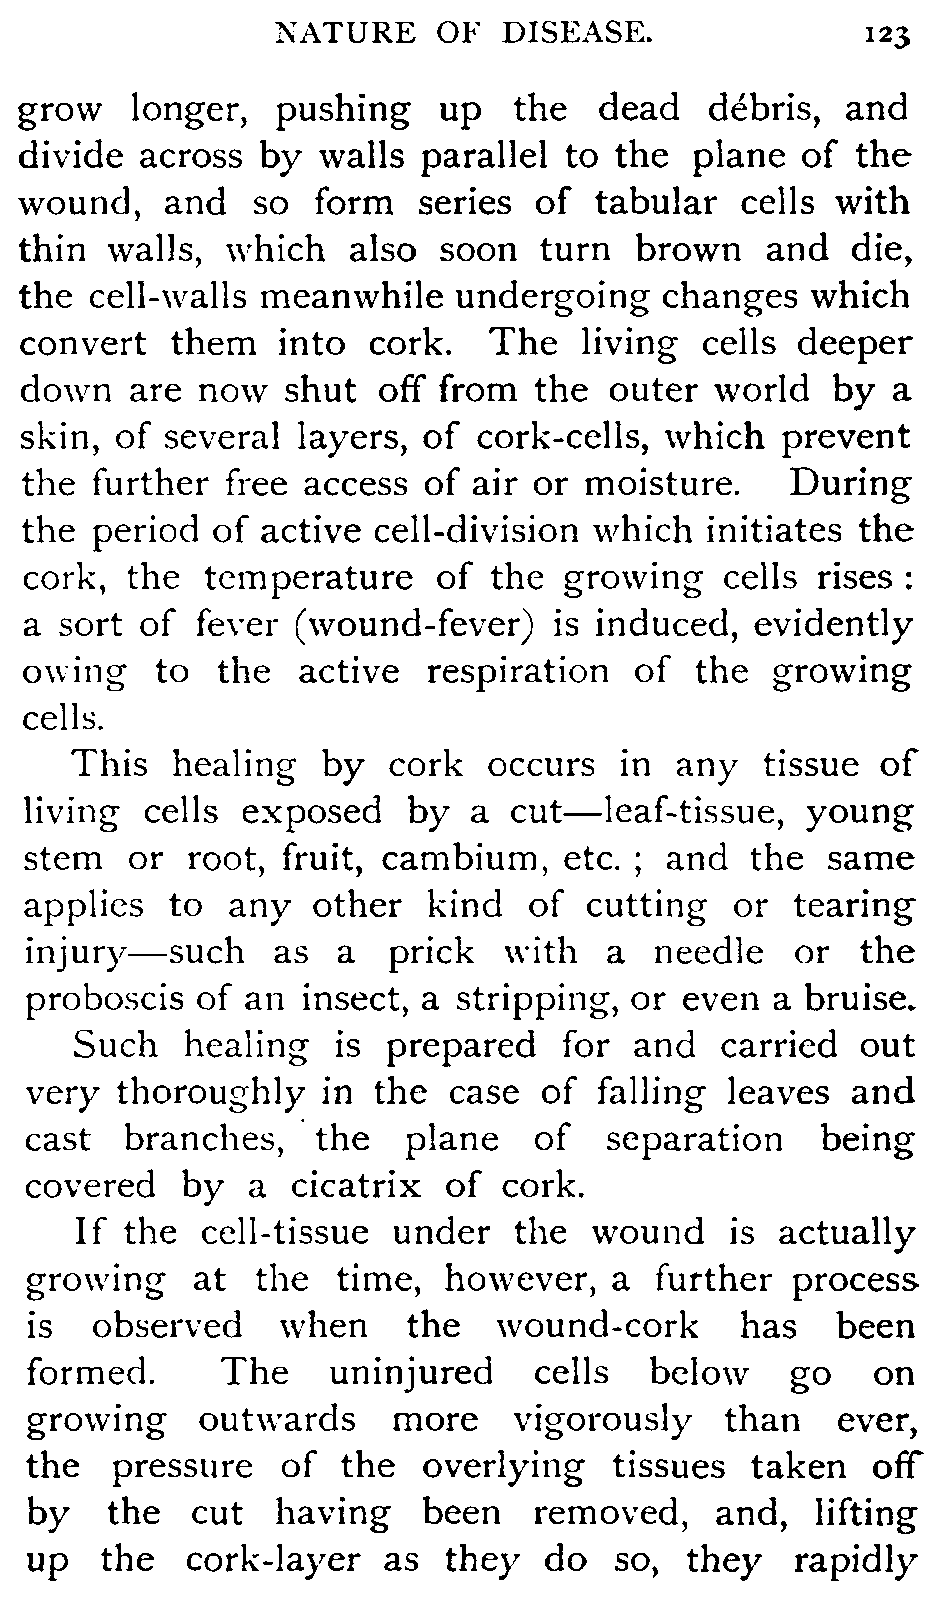 NATURE OF DISEASE. 123
grow longer, pushing up the dead débris, and
divide across by walls parallel to the plane of the
wound, and so form series of tabular cells with
thin walls, which also soon turn brown and die,
the cell-walls meanwhile undergoing changes which
convert them into cork. The living cells deeper
down are now shut off from the outer world by a
skin, of several layers, of cork-cells, which prevent
the further free access of air or moisture. During
the period of active cell-division which initiates the
cork, the temperature of the growing cells rises :
a sort of fever (wound-fever) is induced, evidently
owing to the active respiration of the growing
cells.
This healing by cork occurs in any tissue of
living cells exposed by a cut—leaf-tissue, young
stem or root, fruit, cambium, etc. ; and the same
applies to any other kind of cutting or tearing
injury—such as a prick with a needle or the
proboscis of an insect, a stripping, or even a bruise.
Such healing is prepared for and carried out
very thoroughly in the case of falling leaves and
cast branches, the plane of separation being
covered by a cicatrix of cork.
If the cell-tissue under the wound is actually
growing at the time, however, a further process
is observed when the wound-cork has been
formed. The uninjured cells below go on
growing outwards more vigorously than ever,
the pressure of the overlying tissues taken off
by the cut having been removed, and, lifting
up the cork-layer as they do so, they rapidly